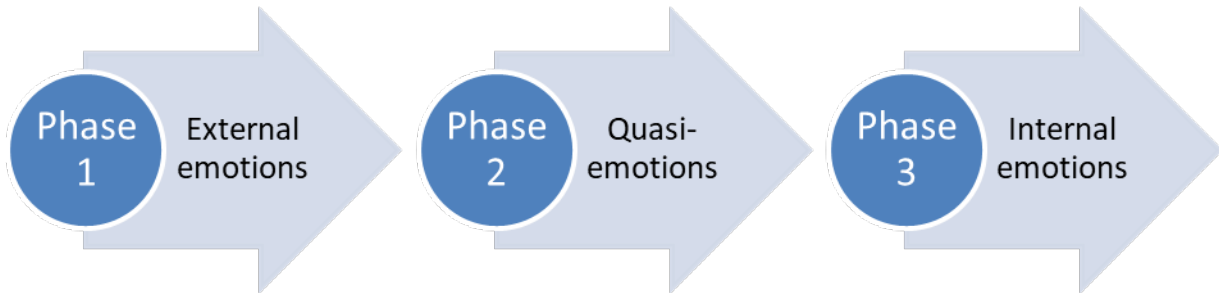 Phase
1
External
emotions
Phase
2
Quasi-
emotions
Phase
3
Internal
emotions